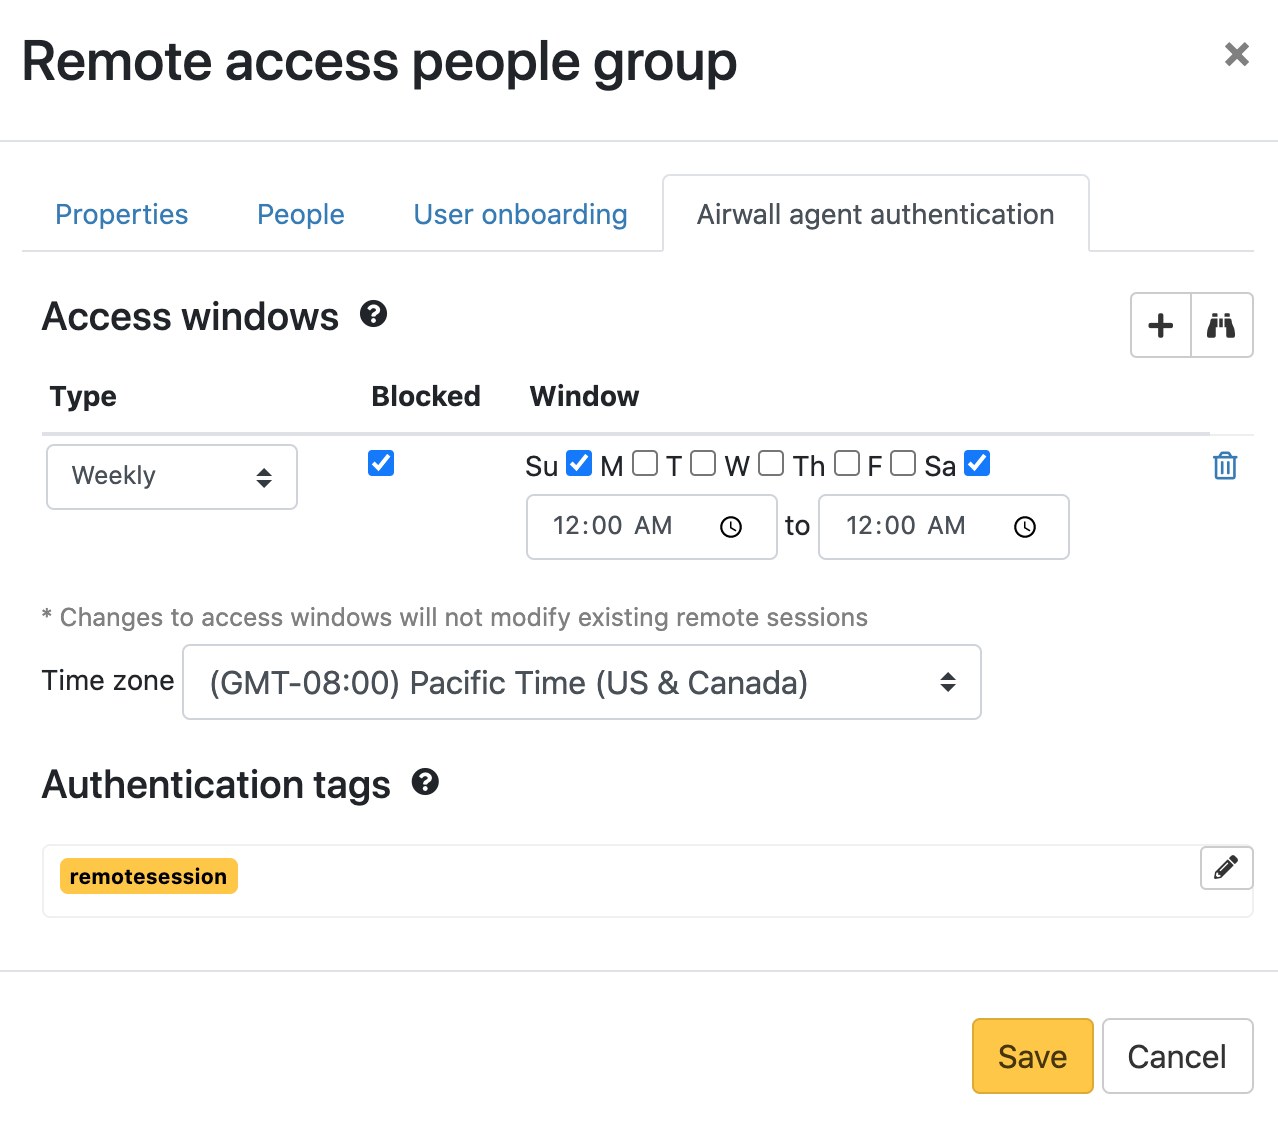 Remote access people group
Properties People User onboarding Airwall agent authentication
Access windows
Type Blocked Window
Weekly Su M T W Th F Sa
12:00 AM to 12:00 AM
* Changes to access windows will not modify existing remote sessions
Time zone (GMT-08:00) Pacific Time (US & Canada)
Authentication tags
remotesession
Save Cancel